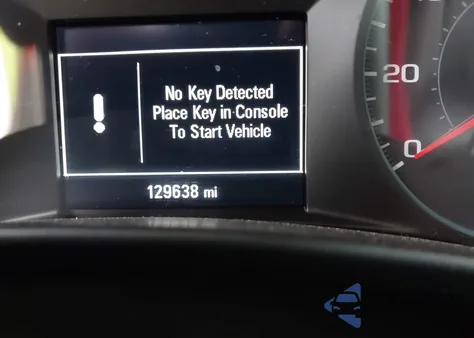 No Key Detected
Place Key in Console
To Start Vehicle
129638 mi
20
0